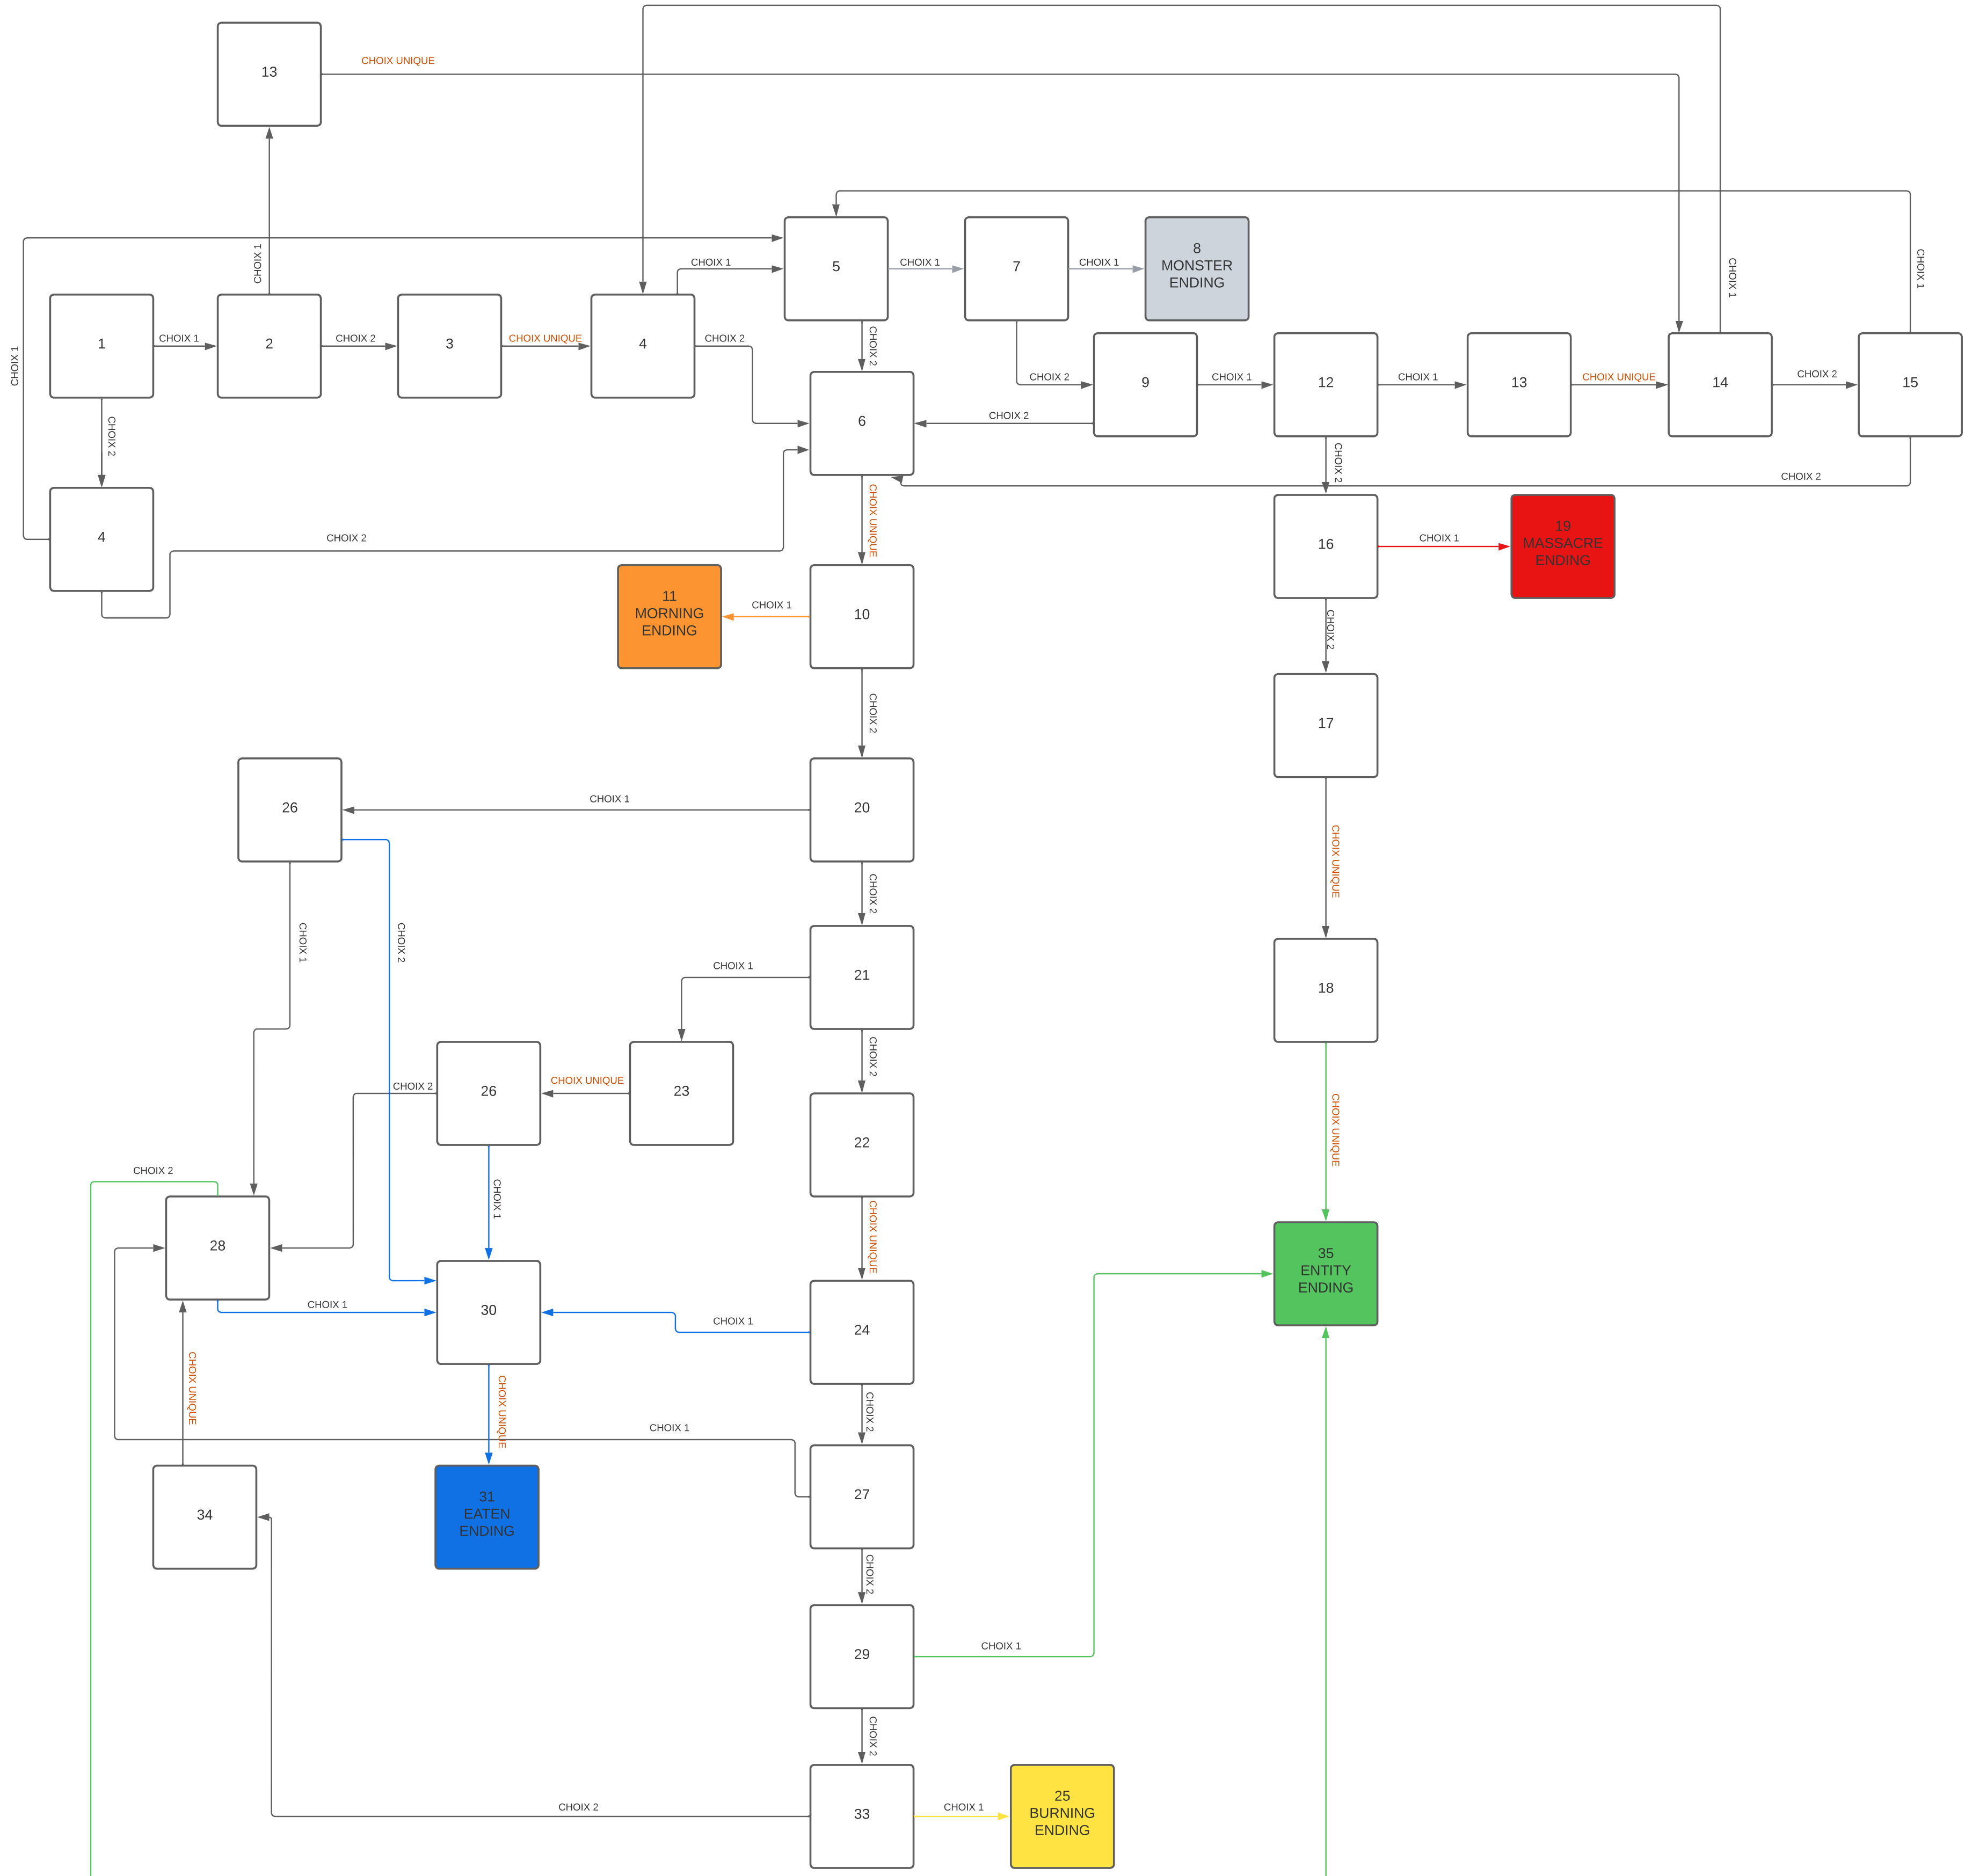 13
CHOIX UNIQUE
CHOIX 1
CHOIX 1
CHOIX 1
5
CHOIX 1
7
CHOIX 1
8
MONSTER
ENDING
CHOIX 1
1
CHOIX 1
2
CHOIX 2
3
CHOIX UNIQUE
4
CHOIX 1
CHOIX 2
CHOIX 2
CHOIX 2
9
CHOIX 1
12
CHOIX 1
13
CHOIX UNIQUE
14
CHOIX 2
15
6
CHOIX 2
CHOIX 2
CHOIX 2
CHOIX 2
4
CHOIX 2
CHOIX UNIQUE
16
CHOIX 1
19
MASSACRE
ENDING
11
MORNING
ENDING
CHOIX 1
10
CHOIX 2
CHOIX 2
17
26
CHOIX 1
20
CHOIX UNIQUE
CHOIX 1
CHOIX 2
CHOIX 2
CHOIX 1
21
18
CHOIX 2
CHOIX 2
26
CHOIX UNIQUE
23
22
CHOIX UNIQUE
CHOIX 2
CHOIX 1
CHOIX UNIQUE
28
35
ENTITY
ENDING
CHOIX 1
30
CHOIX 1
24
CHOIX UNIQUE
CHOIX UNIQUE
CHOIX 2
CHOIX 1
34
31
EATEN
ENDING
27
CHOIX 2
29
CHOIX 1
CHOIX 2
33
CHOIX 2
CHOIX 1
25
BURNING
ENDING